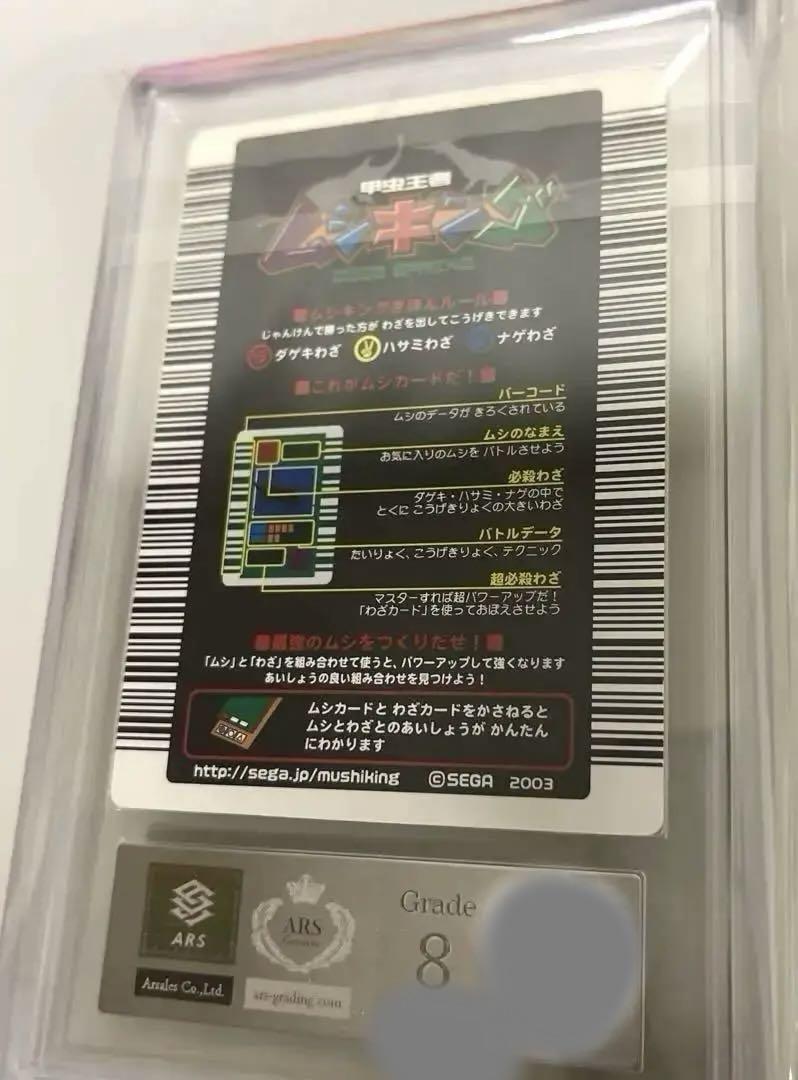 甲虫王者
ムシキング
■ムシキングきほんルール■
じゃんけんで勝った方が わざを出してこうげきできます
ダゲキわざ ハサミわざ ナゲわざ
■これがムシカードだ！■
バーコード
ムシのデータが きろくされている
ムシのなまえ
お気に入りのムシを バトルさせよう
必殺わざ
ダゲキ・ハサミ・ナゲの中で
とくに こうげきりょくの大きいわざ
バトルデータ
たいりょく、こうげきりょく、テクニック
超必殺わざ
マスターすれば超パワーアップだ！
「わざカード」を使っておぼえさせよう
■最強のムシをつくりだせ！■
「ムシ」と「わざ」を組み合わせて使うと、パワーアップして強くなります
あいしょうの良い組み合わせを見つけよう！
ムシカードと わざカードをかさねると
ムシとわざとのあいしょうが かんたん
にわかります
http://sega.jp/mushiking ©SEGA 2003
ARS
Arsales Co.,Ltd.
ARS
ars-grading.com
Grade
8